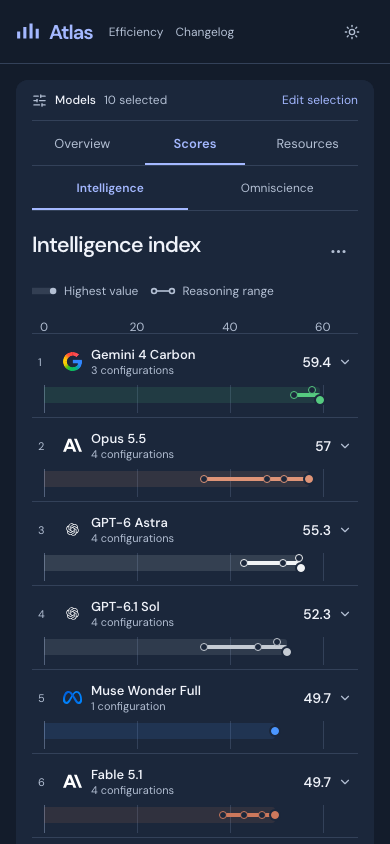 Atlas Efficiency Changelog
Models 10 selected Edit selection
Overview Scores Resources
Intelligence Omniscience
Intelligence index
Highest value Reasoning range
0 20 40 60
1 Gemini 4 Carbon 59.4
3 configurations
2 Opus 5.5 57
4 configurations
3 GPT-6 Astra 55.3
4 configurations
4 GPT-6.1 Sol 52.3
4 configurations
5 Muse Wonder Full 49.7
1 configuration
6 Fable 5.1 49.7
4 configurations